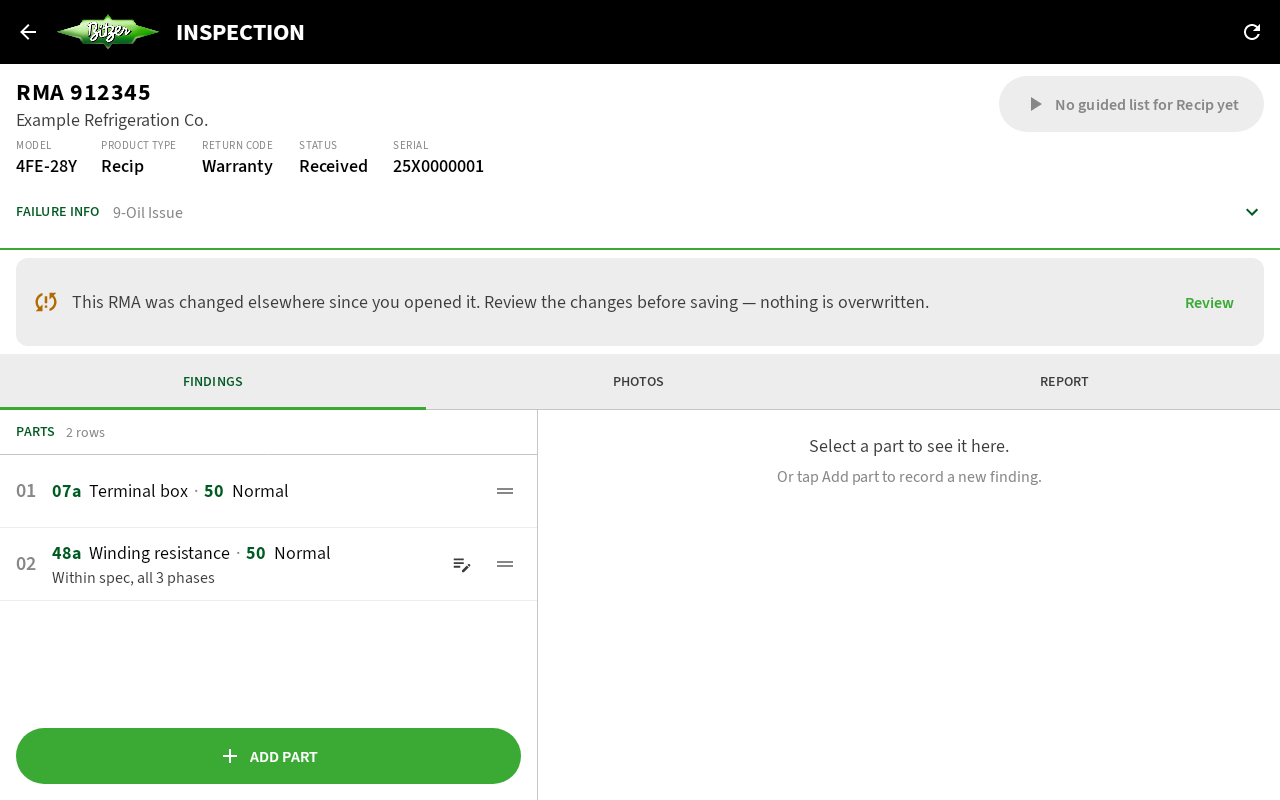 Bitzer
INSPECTION
RMA 912345
Example Refrigeration Co.
No guided list for Recip yet
MODEL PRODUCT TYPE RETURN CODE STATUS SERIAL
4FE-28Y Recip Warranty Received 25X0000001
FAILURE INFO 9-Oil Issue
This RMA was changed elsewhere since you opened it. Review the changes before saving — nothing is overwritten.
Review
FINDINGS PHOTOS REPORT
PARTS 2 rows
01 07a Terminal box · 50 Normal
02 48a Winding resistance · 50 Normal
Within spec, all 3 phases
ADD PART
Select a part to see it here.
Or tap Add part to record a new finding.